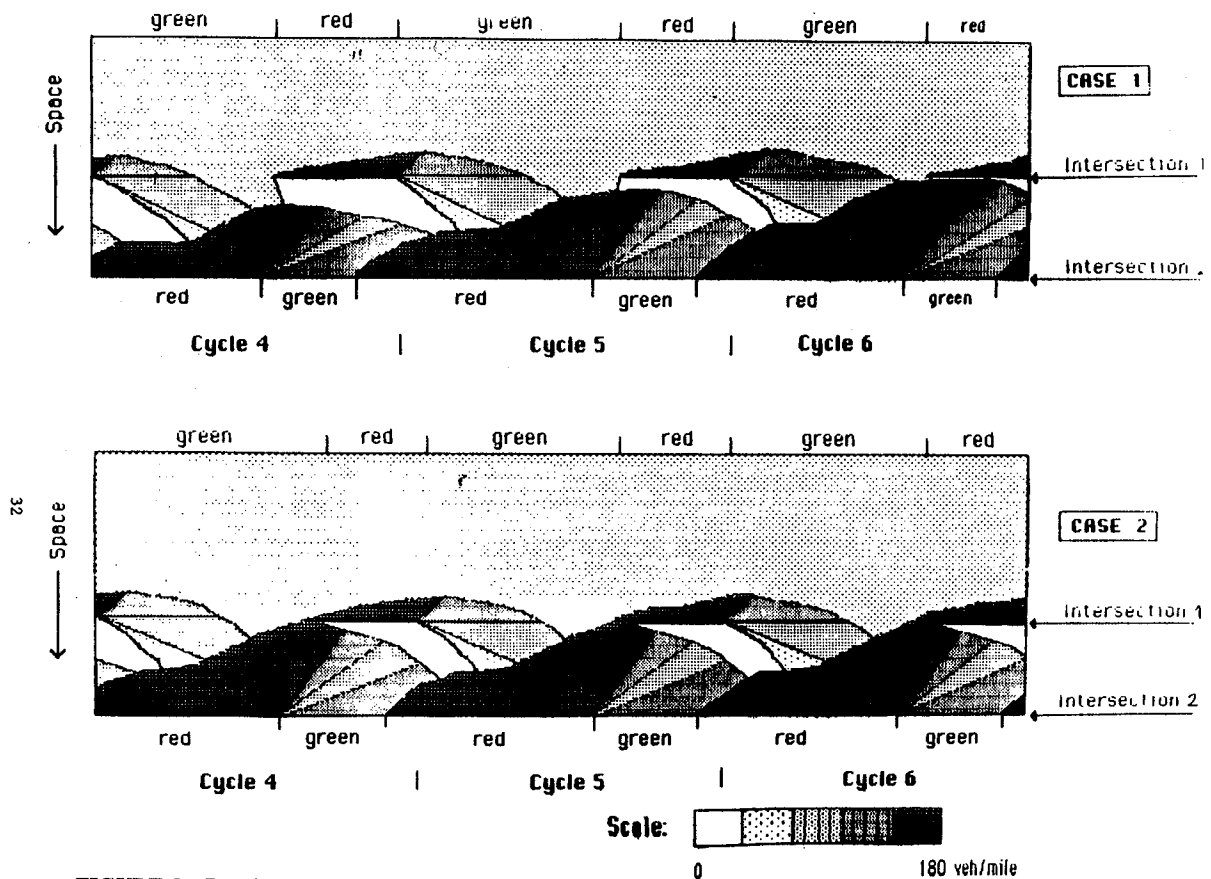 green red green red green red
Space
CASE 1
Intersection 1
Intersection
red green red green red green
Cycle 4 | Cycle 5 | Cycle 6
green red green red green red
32
Space
CASE 2
Intersection 1
Intersection 2
red green red green red green
Cycle 4 | Cycle 5 | Cycle 6
Scale:
0 180 veh/mile